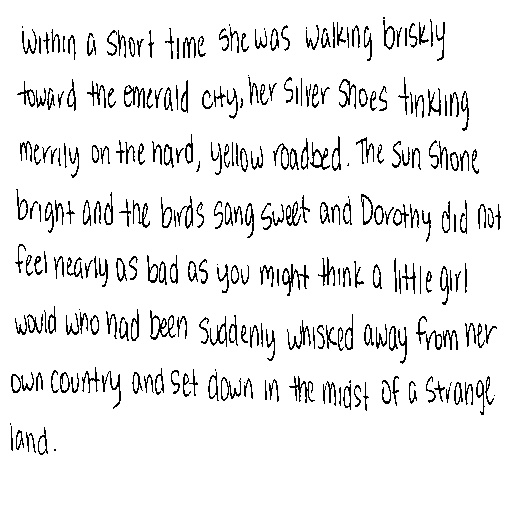 Within a short time she was walking briskly
toward the emerald city, her silver shoes tinkling
merrily on the hard, yellow roadbed. The sun shone
bright and the birds sang sweet and Dorothy did not
feel nearly as bad as you might think a little girl
would who had been suddenly whisked away from her
own country and set down in the midst of a strange
land.